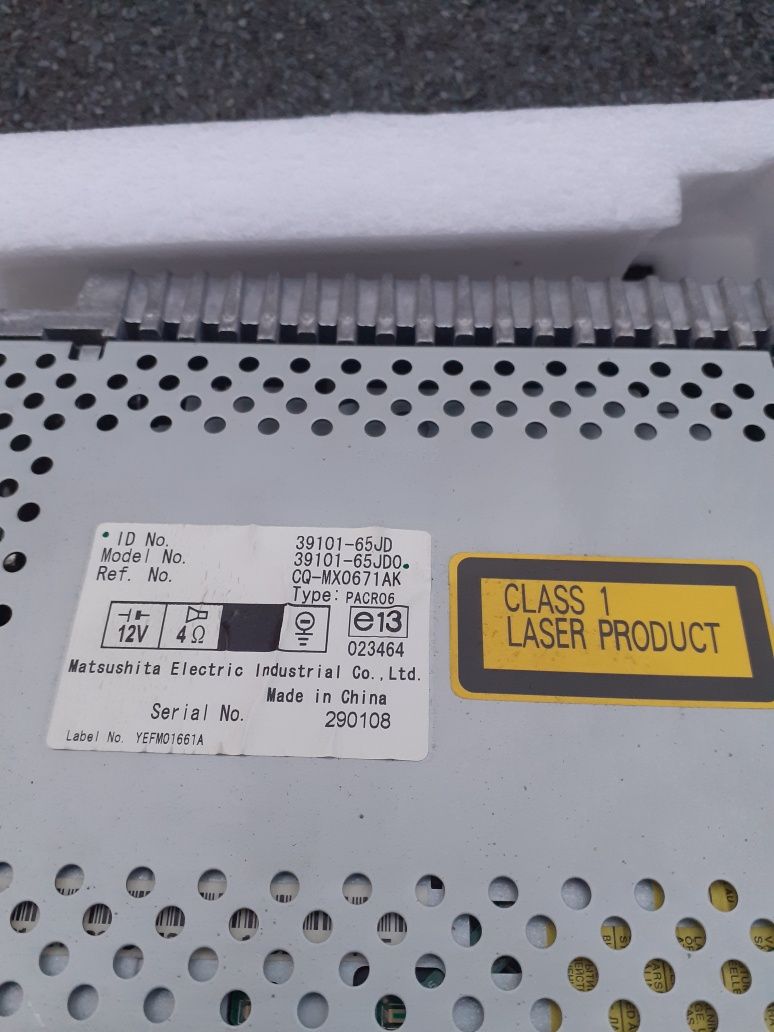 ID No. 39101-65JD
Model No. 39101-65JD0
Ref. No. CQ-MX0671AK
Type: PACR06
12V 4Ω e13
023464
Matsushita Electric Industrial Co., Ltd.
Made in China
Serial No. 290108
Label No. YEFM01661A
CLASS 1
LASER PRODUCT